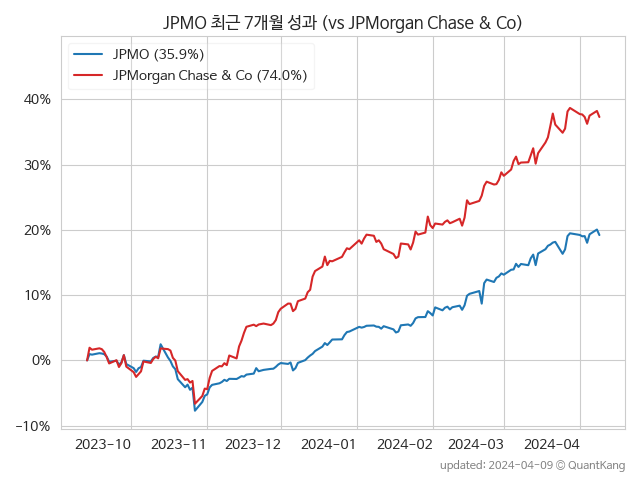 JPMO 최근 7개월 성과 (vs JPMorgan Chase & Co)
JPMO (35.9%)
JPMorgan Chase & Co (74.0%)
40%
30%
20%
10%
0%
−10%
2023−10 2023−11 2023−12 2024−01 2024−02 2024−03 2024−04
updated: 2024-04-09 © QuantKang